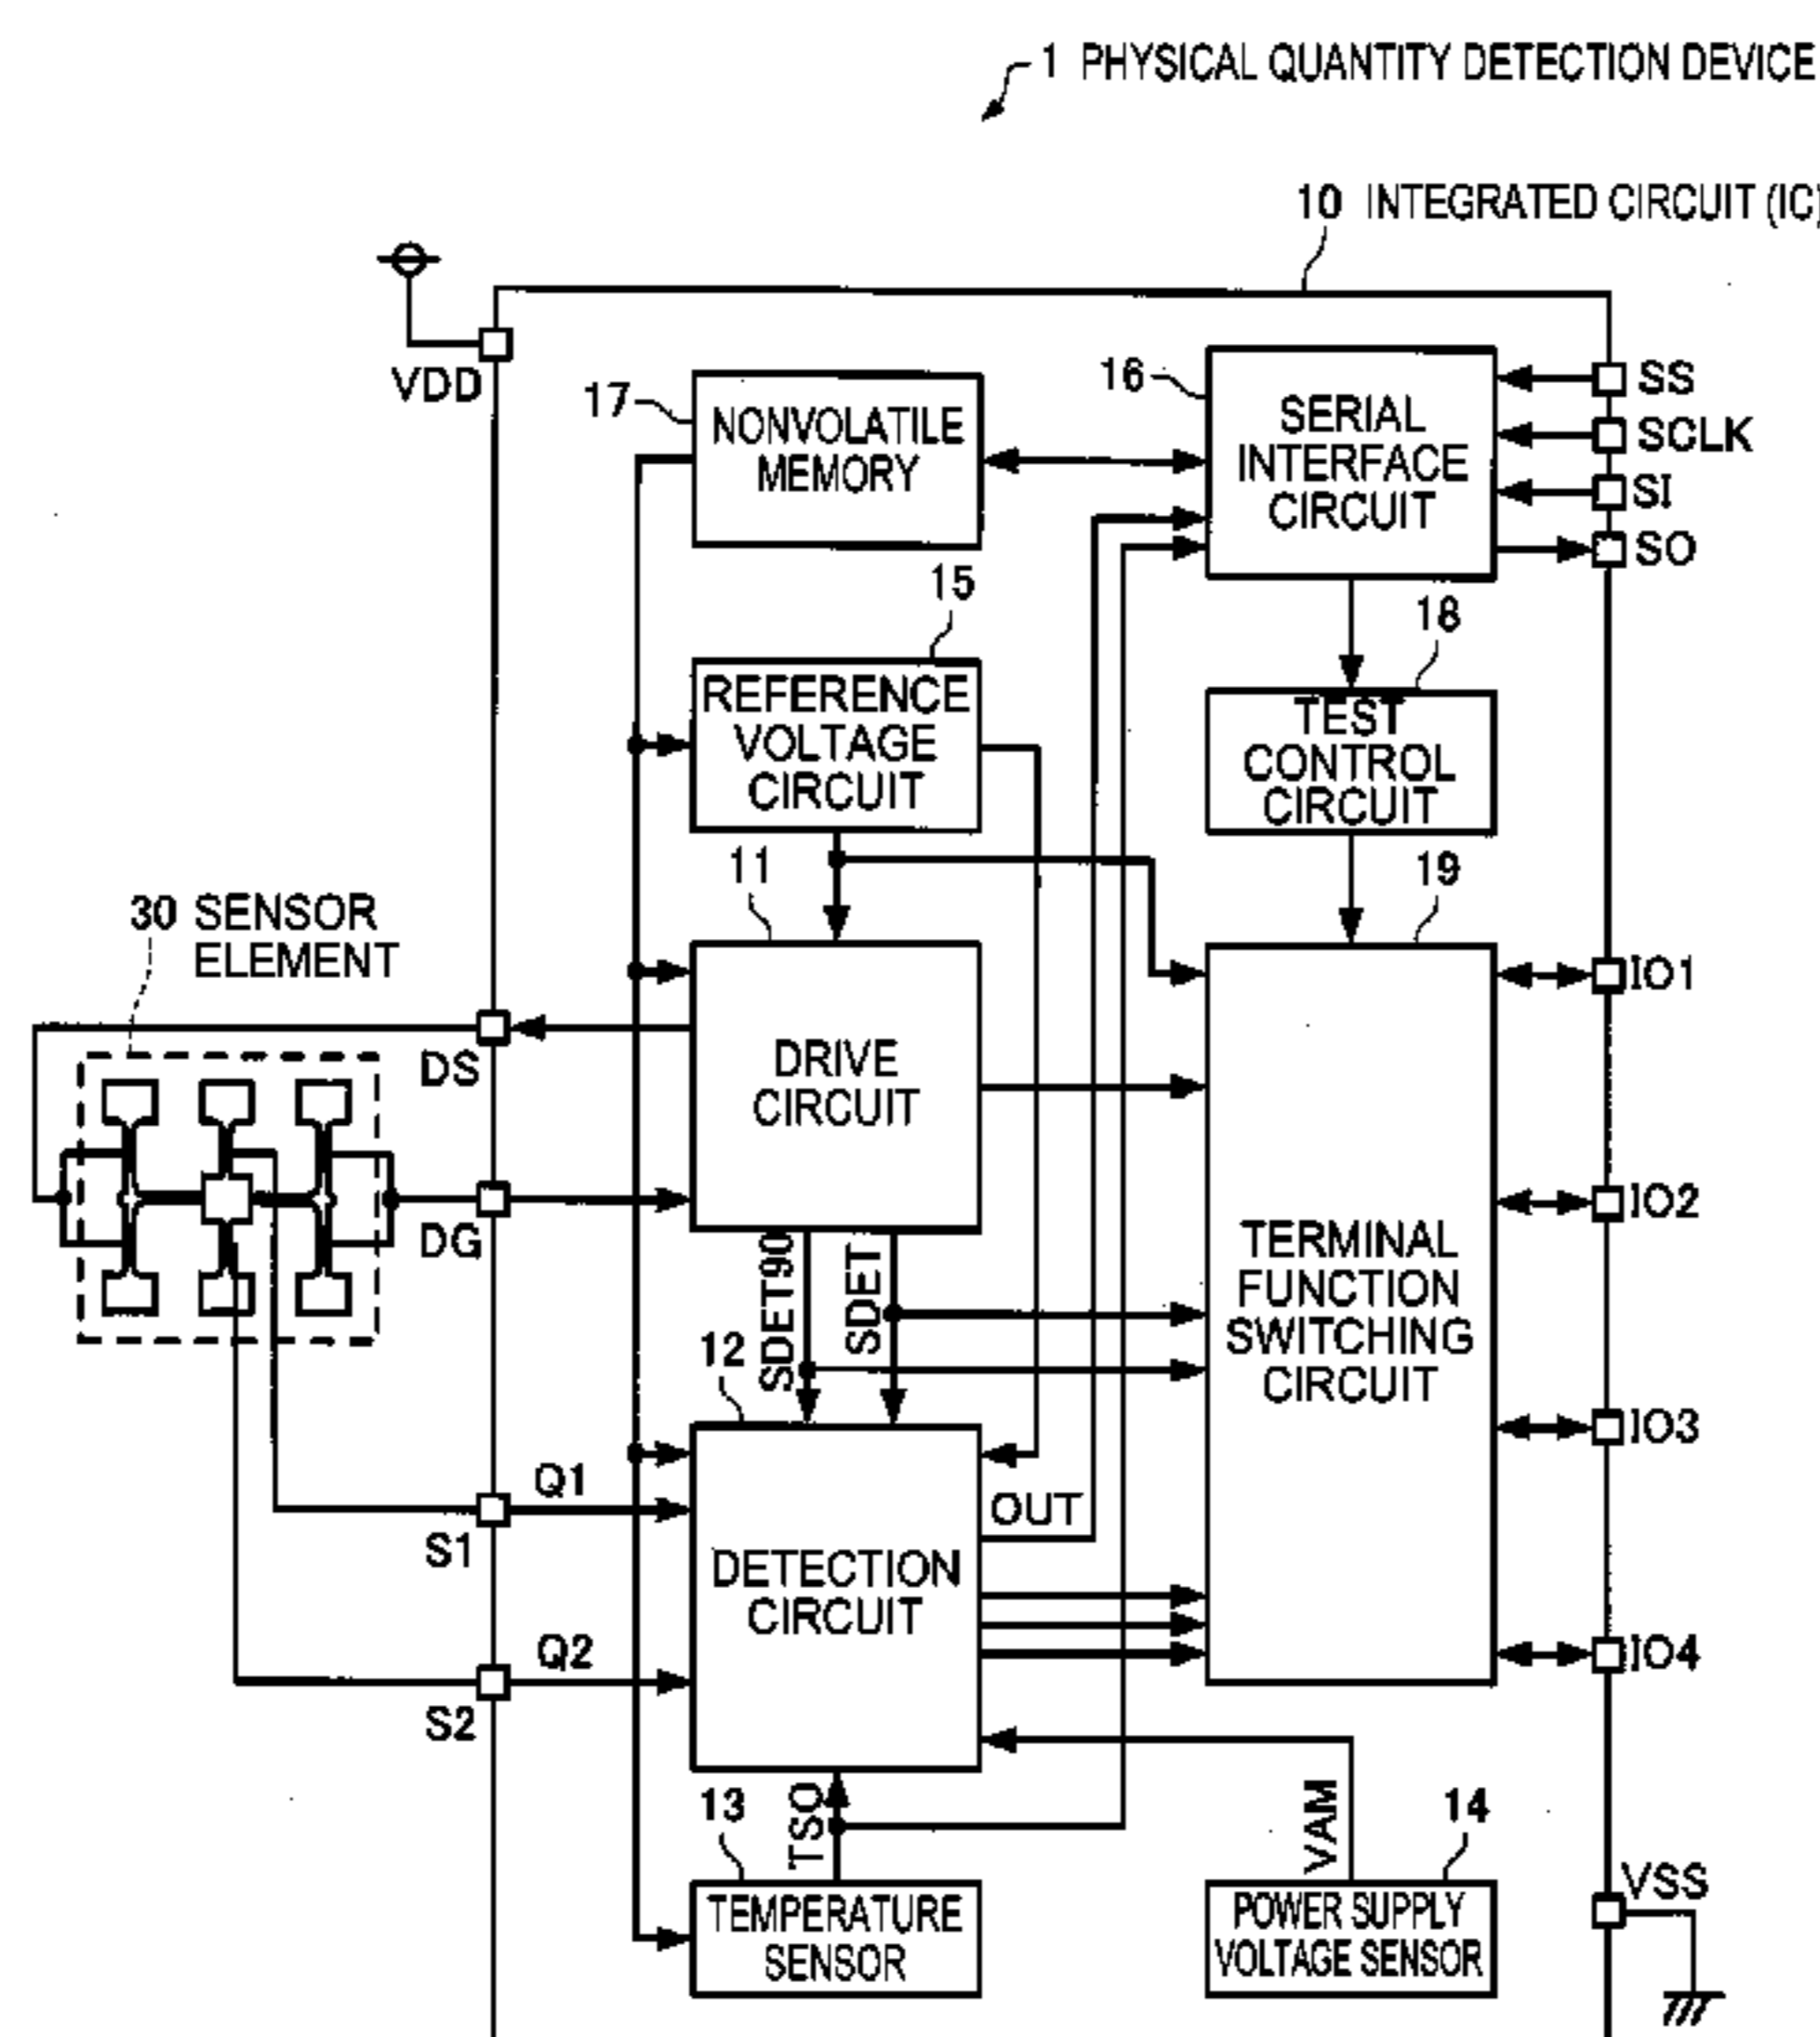 1 PHYSICAL QUANTITY DETECTION DEVICE
10 INTEGRATED CIRCUIT (IC)
VDD
17
NONVOLATILE
MEMORY
16
SERIAL
INTERFACE
CIRCUIT
SS
SCLK
SI
SO
15
REFERENCE
VOLTAGE
CIRCUIT
18
TEST
CONTROL
CIRCUIT
11
19
30 SENSOR
ELEMENT
DS
DG
DRIVE
CIRCUIT
IO1
IO2
IO3
IO4
TERMINAL
FUNCTION
SWITCHING
CIRCUIT
SDET90
SDET
12
Q1
S1
Q2
S2
OUT
DETECTION
CIRCUIT
13
TSO
VAM
14
TEMPERATURE
SENSOR
POWER SUPPLY
VOLTAGE SENSOR
VSS